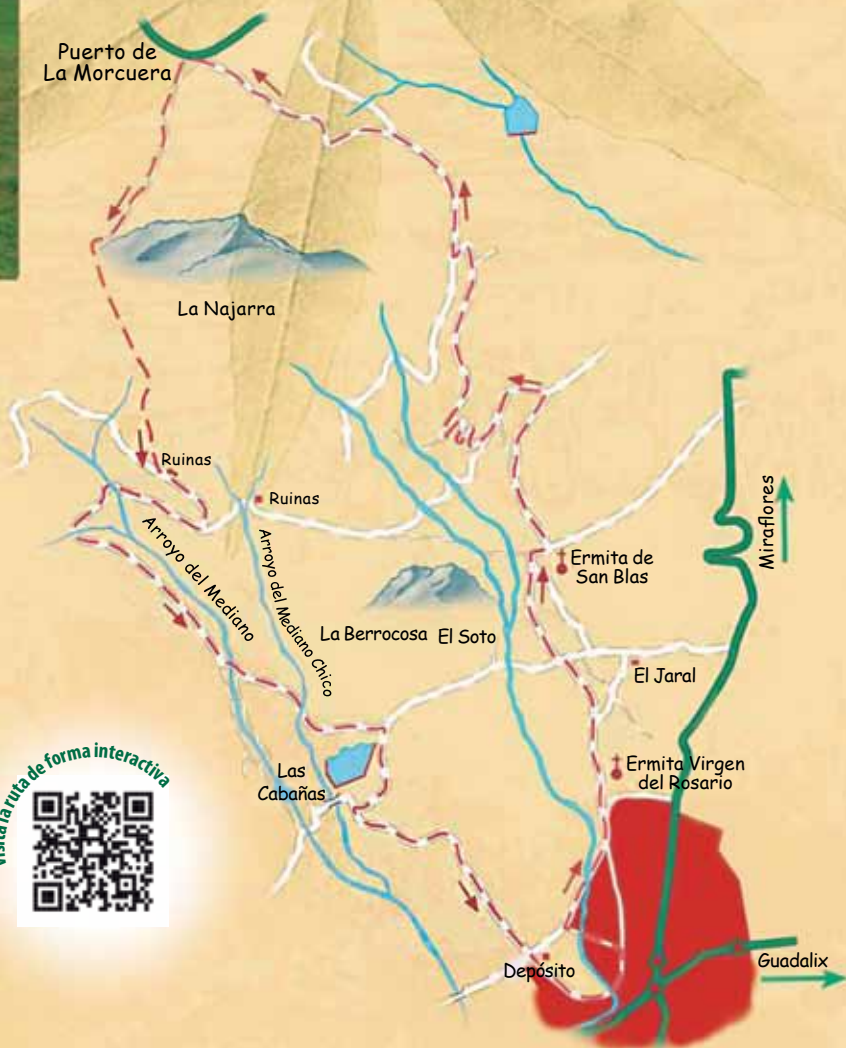 Puerto de
La Morcuera
La Najarra
Ruinas
Ruinas
Arroyo del Mediano
Arroyo del Mediano Chico
Ermita de
San Blas
Miraflores
La Berrocosa
El Soto
El Jaral
Ermita Virgen
del Rosario
Las
Cabañas
Visita la ruta de forma interactiva
Depósito
Guadalix